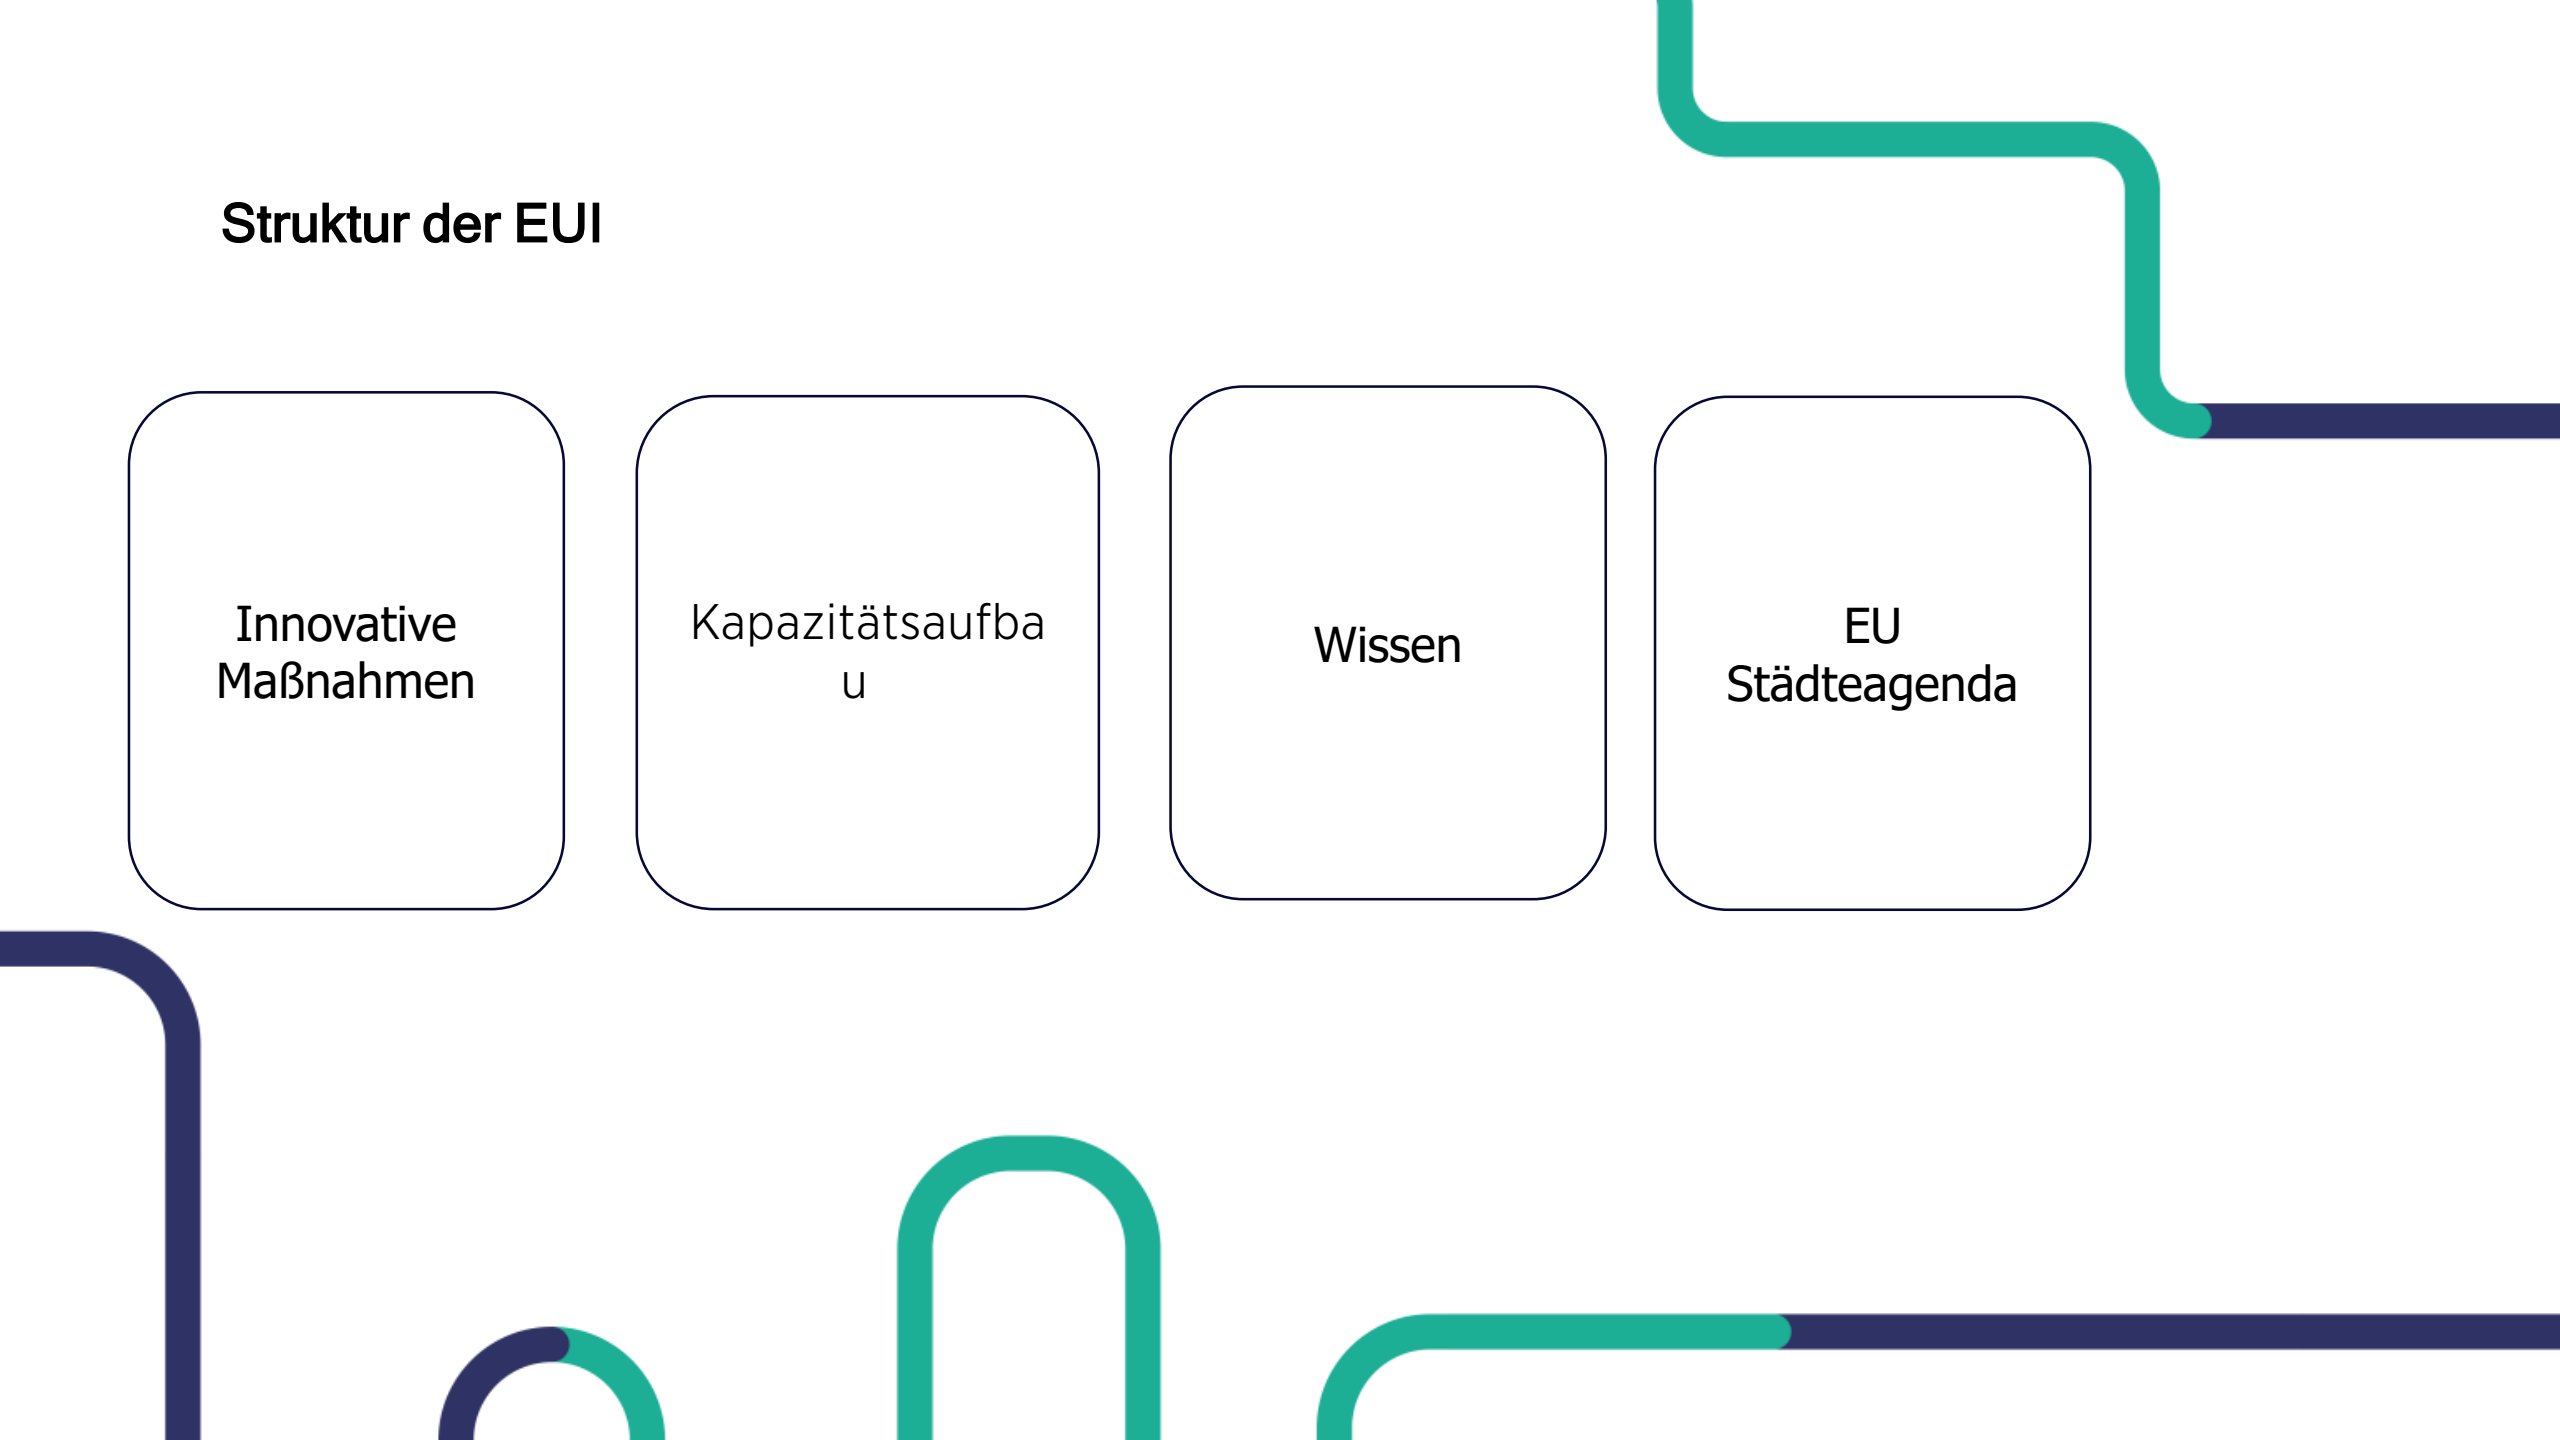 Struktur der EUI
Innovative
Maßnahmen
Kapazitätsaufba
u
Wissen
EU
Städteagenda